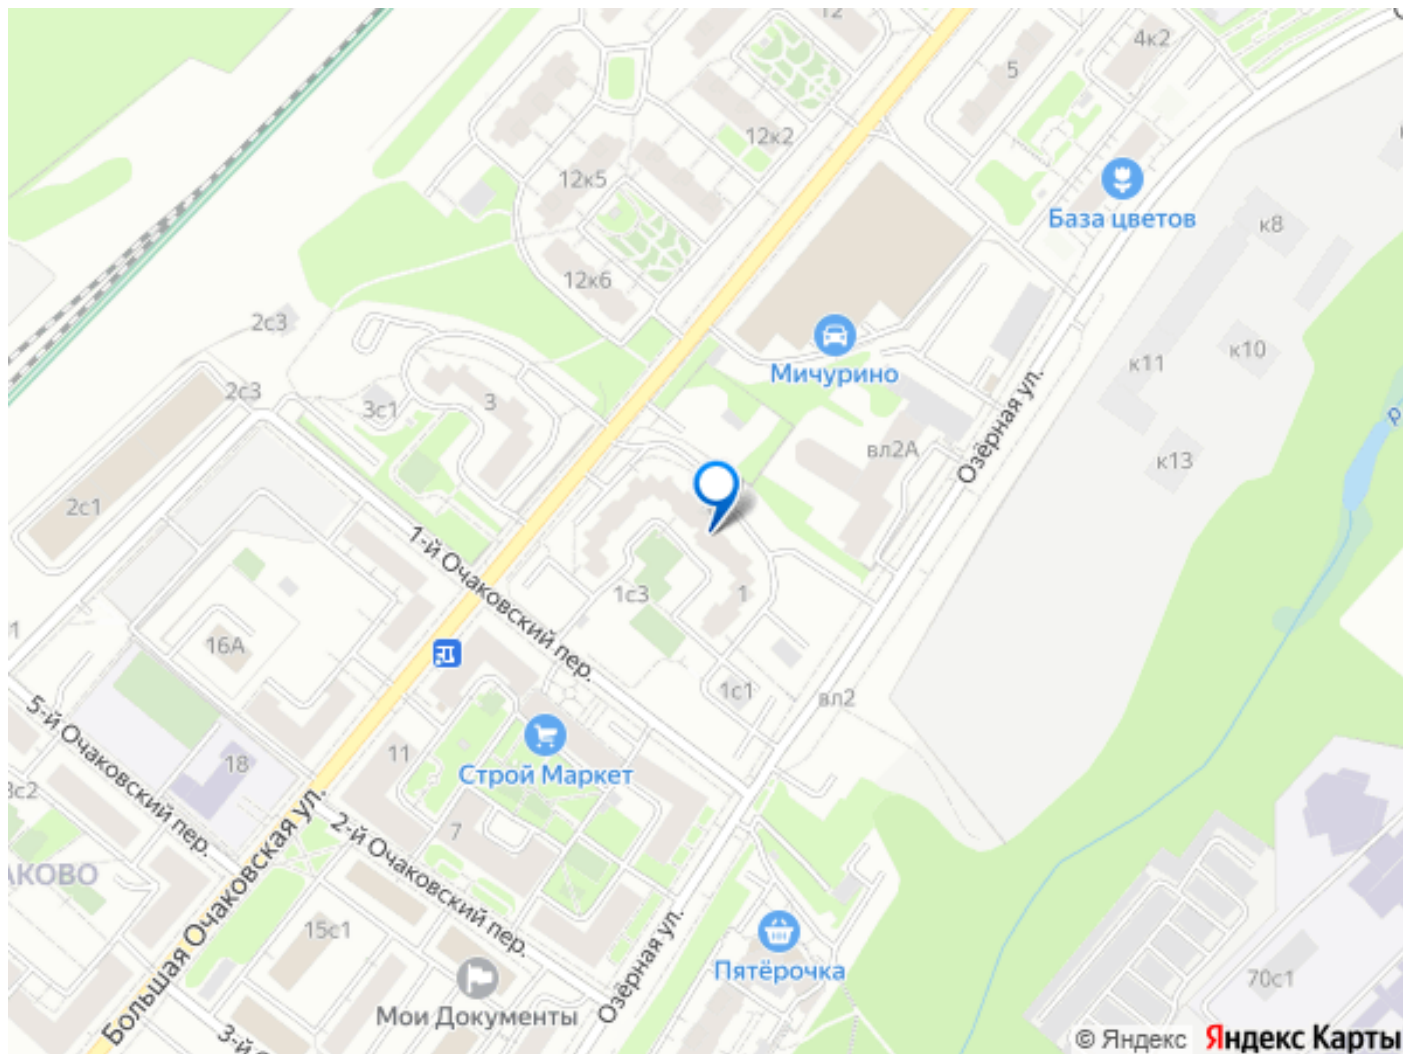 12
4к2
5
12к2
12к5
База цветов
к8
12к6
2с3
к10
к11
Мичурино
2с3
3
3с1
Озёрная ул.
вл2А
к13
2с1
1-й Очаковский пер.
1с3
1
16А
1с1
вл2
5-й Очаковский пер.
11
Строй Маркет
18
2-й Очаковский пер.
7
Большая Очаковская ул.
15с1
Озёрная ул.
Пятёрочка
70с1
Мои Документы
© Яндекс Яндекс Карты